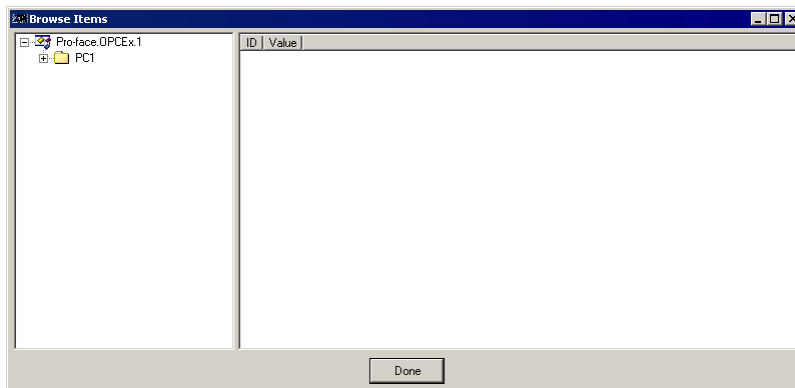 Browse Items
Pro-face.OPCEx.1
PC1
ID Value
Done